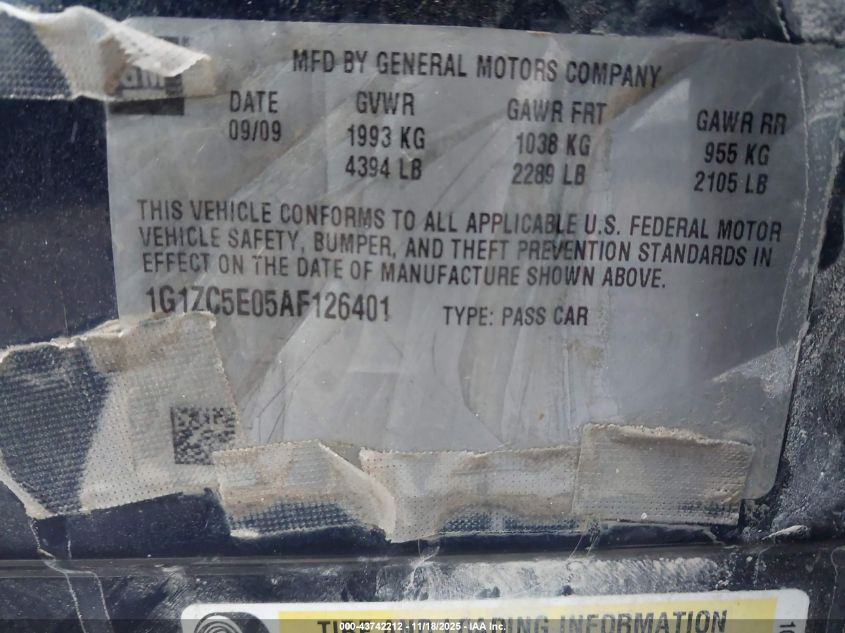 GM
MFD BY GENERAL MOTORS COMPANY
DATE GVWR GAWR FRT GAWR RR
09/09 1993 KG 1038 KG 955 KG
4394 LB 2289 LB 2105 LB
THIS VEHICLE CONFORMS TO ALL APPLICABLE U.S. FEDERAL MOTOR
VEHICLE SAFETY, BUMPER, AND THEFT PREVENTION STANDARDS IN
EFFECT ON THE DATE OF MANUFACTURE SHOWN ABOVE.
1G1ZC5E05AF126401 TYPE: PASS CAR
INFORMATION
000-43742212 - 11/18/2025 - IAA Inc.